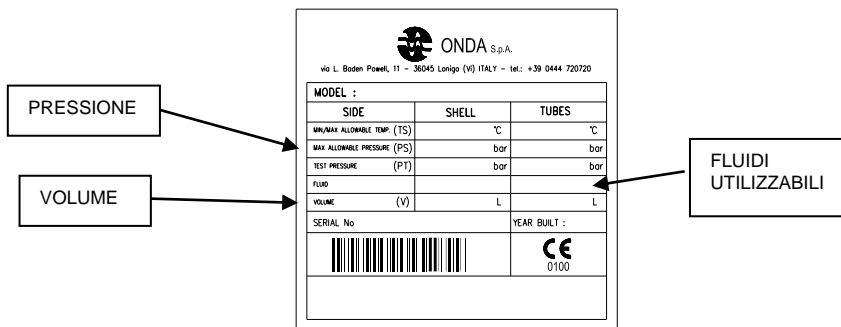 ONDA S.p.A.
via L. Baden Powell, 11 - 36045 Lonigo (Vi) ITALY - tel.: +39 0444 720720
MODEL :
SIDE SHELL TUBES
MIN/MAX ALLOWABLE TEMP. (TS) °C °C
MAX ALLOWABLE PRESSURE (PS) bar bar
TEST PRESSURE (PT) bar bar
FLUID
VOLUME (V) L L
SERIAL No YEAR BUILT :
CE
0100
PRESSIONE
VOLUME
FLUIDI
UTILIZZABILI